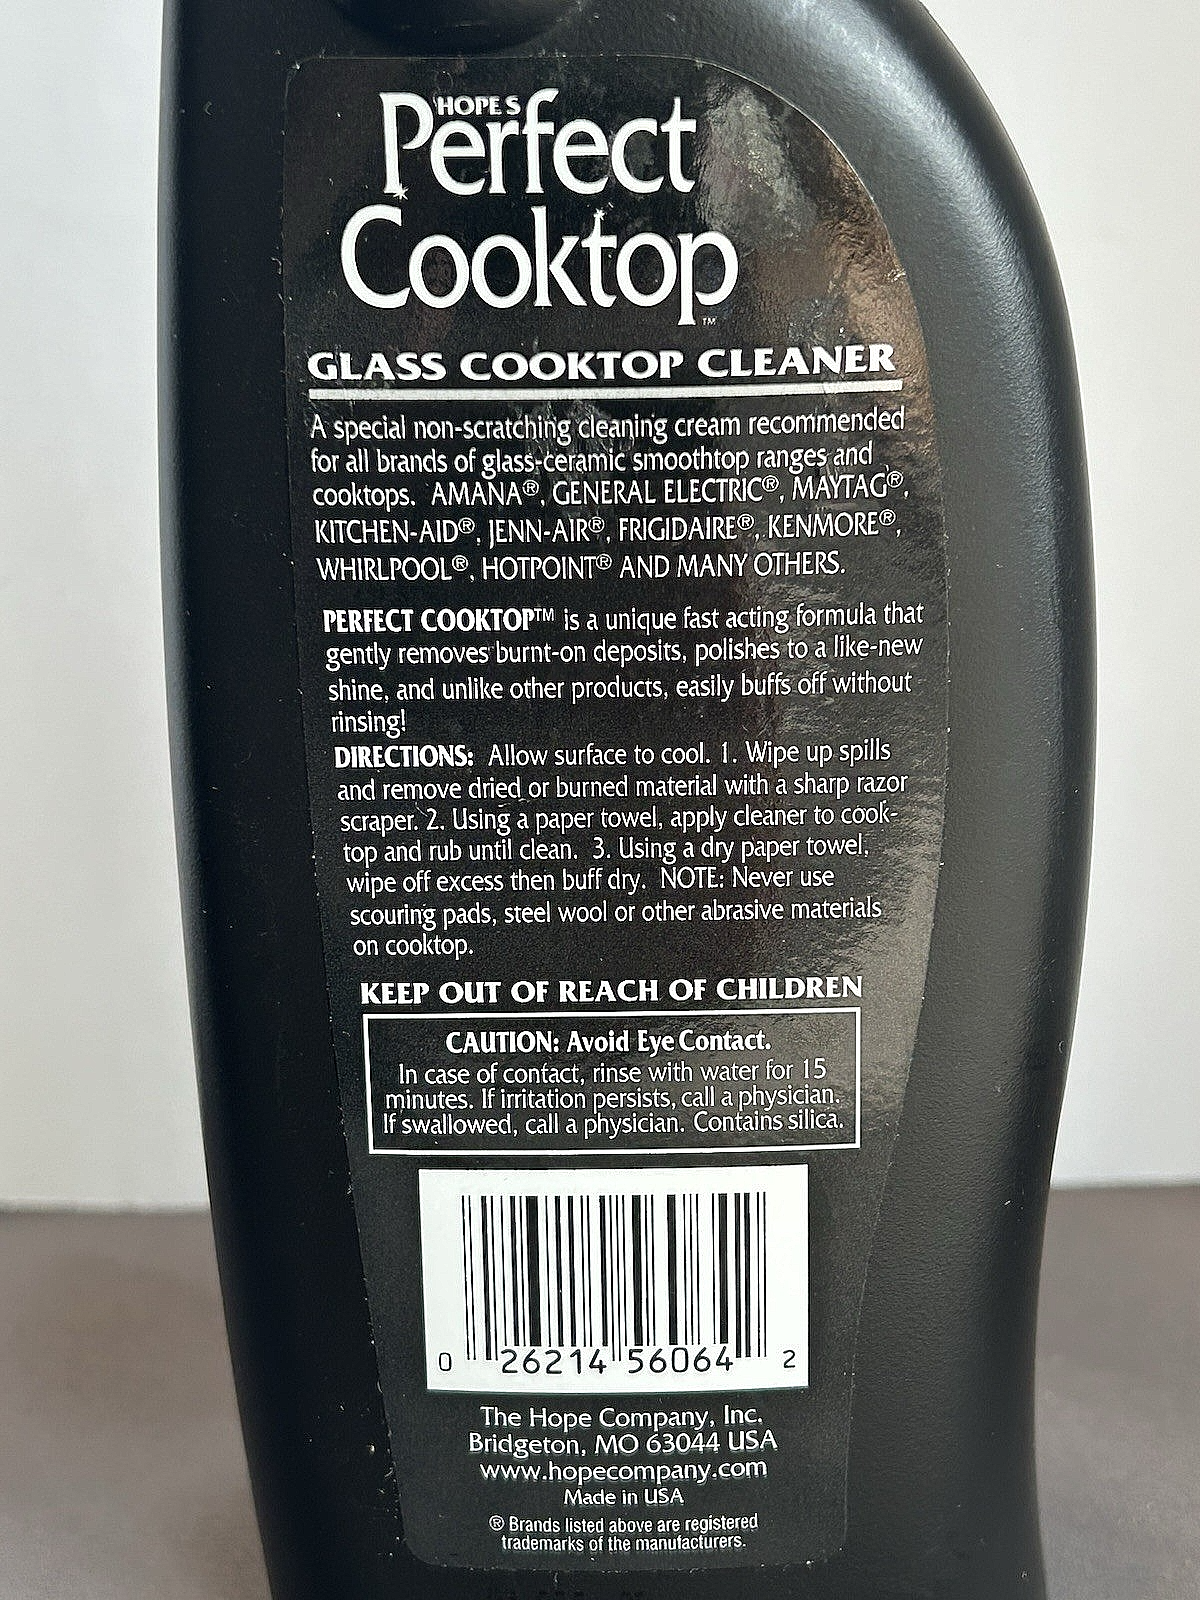 HOPE'S
Perfect
Cooktop™
GLASS COOKTOP CLEANER
A special non-scratching cleaning cream recommended
for all brands of glass-ceramic smoothtop ranges and
cooktops. AMANA®, GENERAL ELECTRIC®, MAYTAG®,
KITCHEN-AID®, JENN-AIR®, FRIGIDAIRE®, KENMORE®,
WHIRLPOOL®, HOTPOINT® AND MANY OTHERS.
PERFECT COOKTOP™ is a unique fast acting formula that
gently removes burnt-on deposits, polishes to a like-new
shine, and unlike other products, easily buffs off without
rinsing!
DIRECTIONS: Allow surface to cool. 1. Wipe up spills
and remove dried or burned material with a sharp razor
scraper. 2. Using a paper towel, apply cleaner to cook-
top and rub until clean. 3. Using a dry paper towel,
wipe off excess then buff dry. NOTE: Never use
scouring pads, steel wool or other abrasive materials
on cooktop.
KEEP OUT OF REACH OF CHILDREN
CAUTION: Avoid Eye Contact.
In case of contact, rinse with water for 15
minutes. If irritation persists, call a physician.
If swallowed, call a physician. Contains silica.
0 26214 56064 2
The Hope Company, Inc.
Bridgeton, MO 63044 USA
www.hopecompany.com
Made in USA
® Brands listed above are registered
trademarks of the manufacturers.